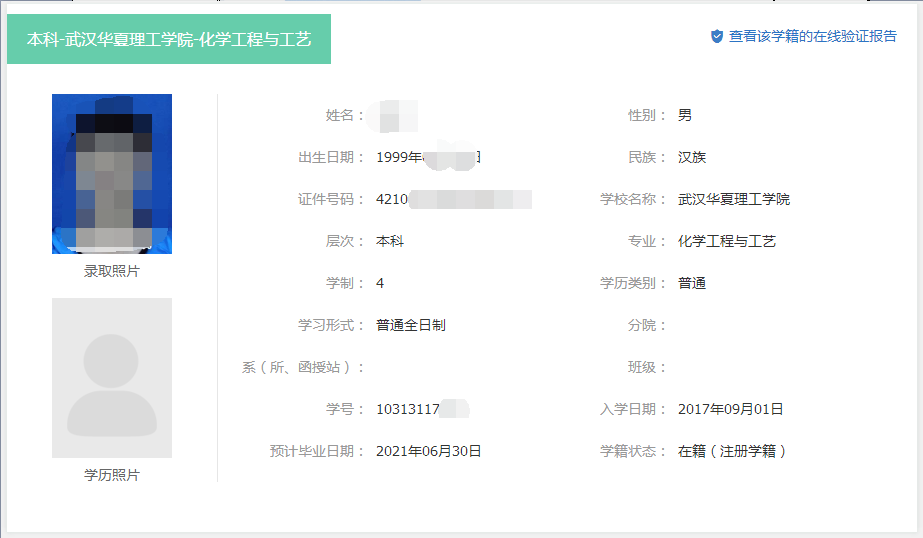 本科-武汉华夏理工学院-化学工程与工艺
查看该学籍的在线验证报告
录取照片
学历照片
姓名：
性别： 男
出生日期： 1999年
民族： 汉族
证件号码： 4210
学校名称： 武汉华夏理工学院
层次： 本科
专业： 化学工程与工艺
学制： 4
学历类别： 普通
学习形式： 普通全日制
分院：
系（所、函授站）：
班级：
学号： 10313117
入学日期： 2017年09月01日
预计毕业日期： 2021年06月30日
学籍状态： 在籍（注册学籍）